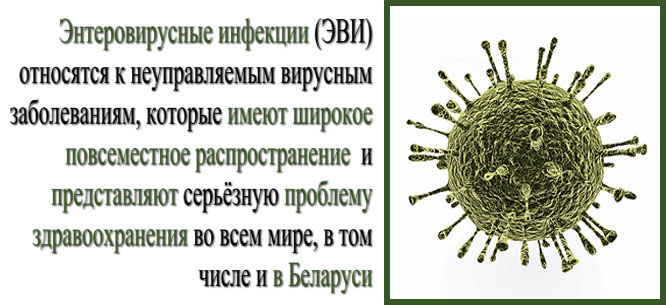 Энтеровирусные инфекции (ЭВИ)
относятся к неуправляемым вирусным
заболеваниям, которые имеют широкое
повсеместное распространение и
представляют серьёзную проблему
здравоохранения во всем мире, в том
числе и в Беларуси